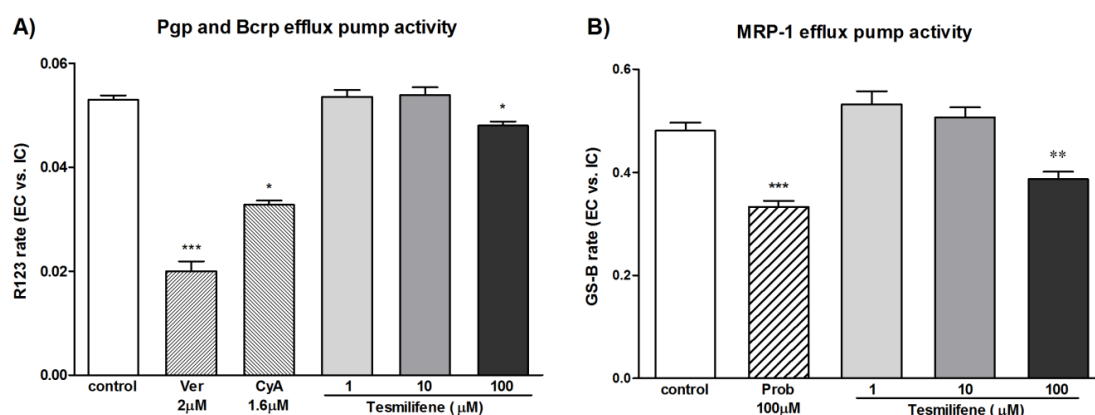 A) Pgp and Bcrp efflux pump activity
R123 rate (EC vs. IC)
0.06
0.04
0.02
0.00
***
*
*
control Ver CyA 1 10 100
2μM 1.6μM Tesmilifene ( μM)
B) MRP-1 efflux pump activity
GS-B rate (EC vs. IC)
0.6
0.4
0.2
0.0
***
**
control Prob 1 10 100
100μM Tesmilifene ( μM)